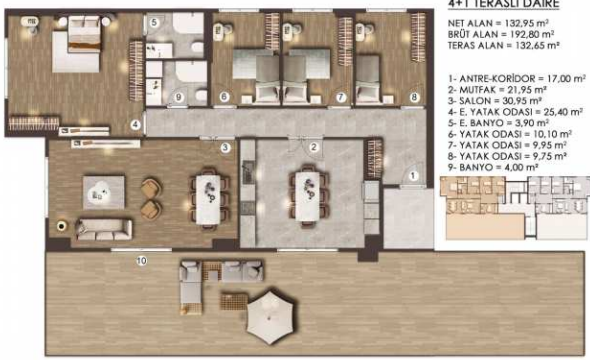 4+1 TERASLI DAİRE
NET ALAN = 132,95 m²
BRÜT ALAN = 192,80 m²
TERAS ALAN = 132,65 m²
1- ANTRE-KORİDOR = 17,00 m²
2- MUTFAK = 21,95 m²
3- SALON = 30,95 m²
4- E. YATAK ODASI = 25,40 m²
5- E. BANYO = 3,90 m²
6- YATAK ODASI = 10,10 m²
7- YATAK ODASI = 9,95 m²
8- YATAK ODASI = 9,75 m²
9- BANYO = 4,00 m²
5
9
6
7
8
4
3
2
1
10